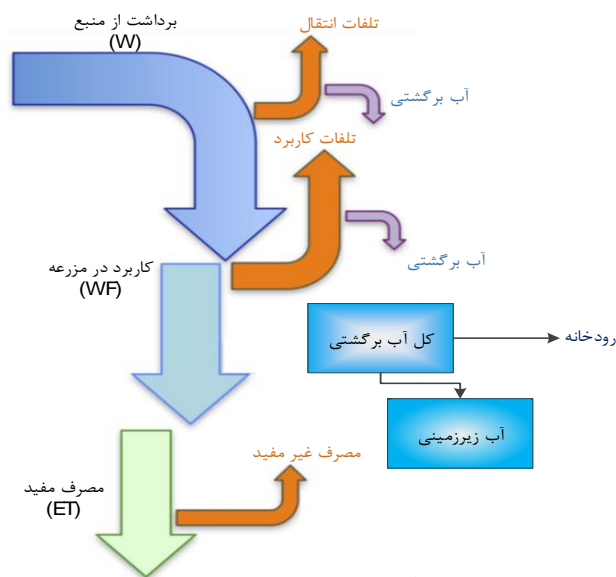 برداشت از منبع
(W)
تلفات انتقال
آب برگشتی
تلفات کاربرد
آب برگشتی
کاربرد در مزرعه
(WF)
کل آب برگشتی
رودخانه
آب زیرزمینی
مصرف غیر مفید
مصرف مفید
(ET)